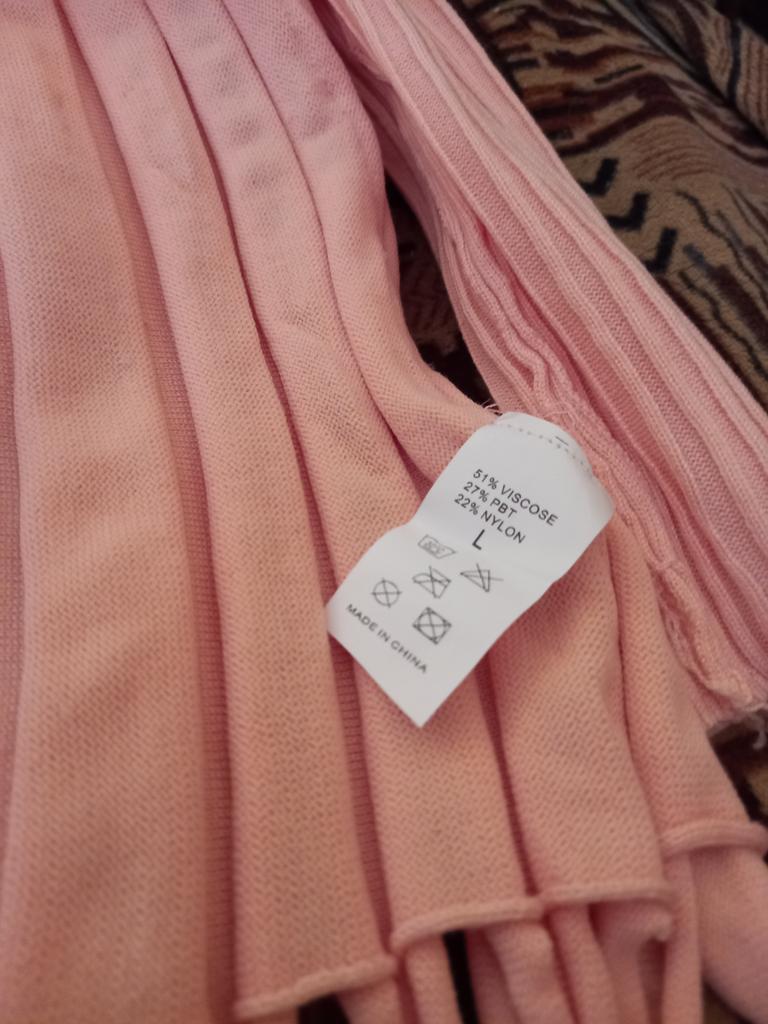 51% VISCOSE
27% PBT
22% NYLON
L
MADE IN CHINA